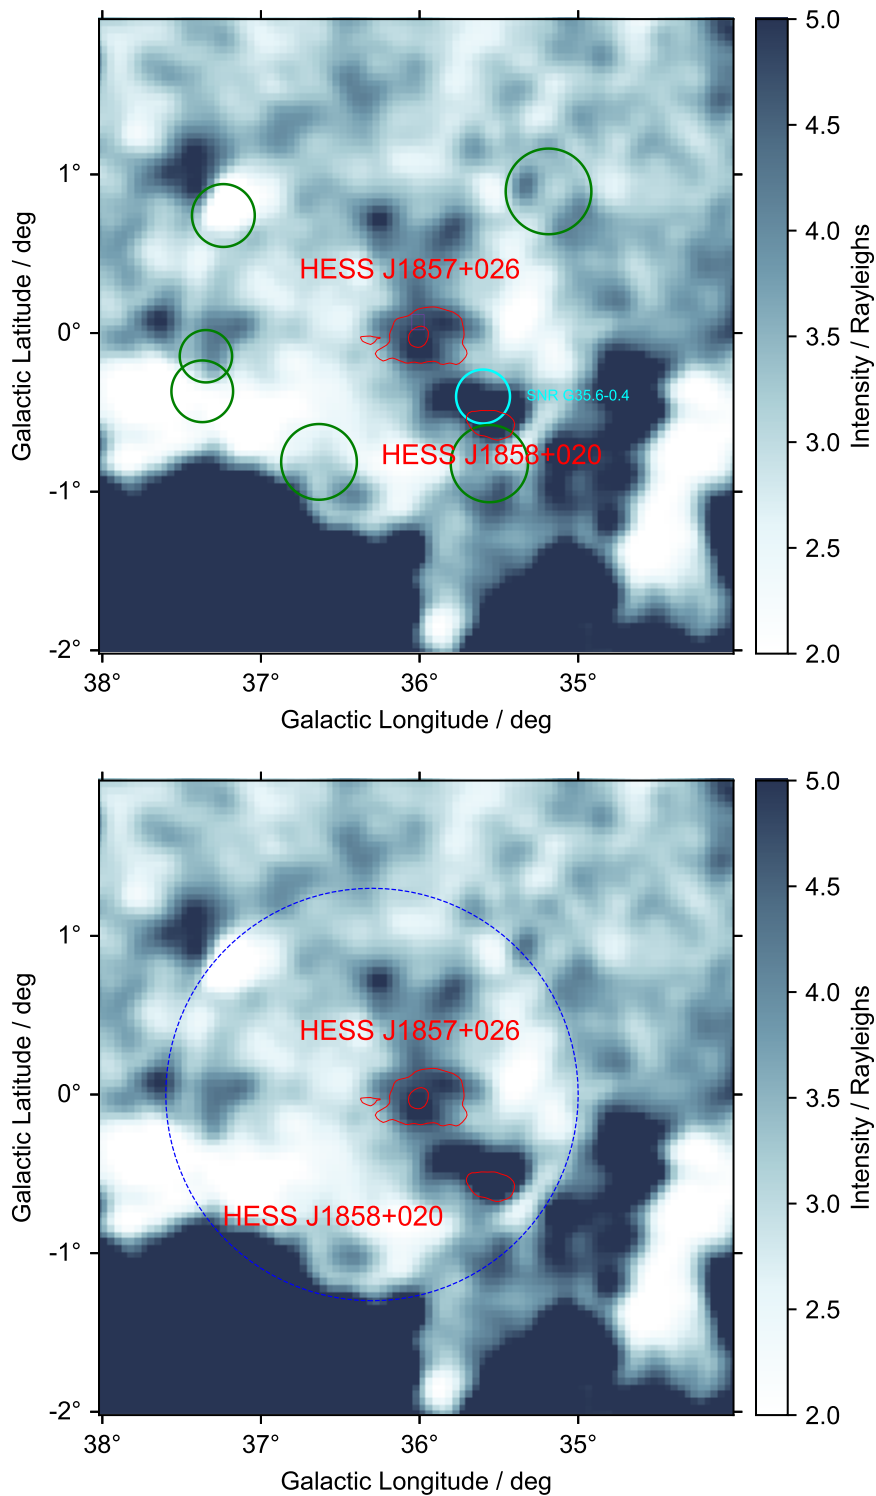 5.0
4.5
1°
4.0
HESS J1857+026
0°
3.5
SNR G35.6-0.4
HESS J1858+020
3.0
-1°
2.5
-2°
2.0
38°
37°
36°
35°
Galactic Longitude / deg
Galactic Latitude / deg
Intensity / Rayleighs
5.0
4.5
1°
4.0
HESS J1857+026
0°
3.5
HESS J1858+020
3.0
-1°
2.5
-2°
2.0
38°
37°
36°
35°
Galactic Longitude / deg
Galactic Latitude / deg
Intensity / Rayleighs